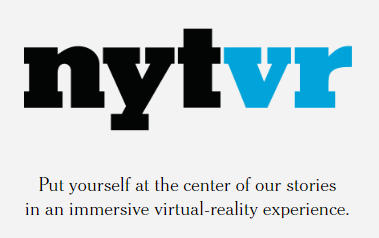 nytvr
Put yourself at the center of our stories
in an immersive virtual-reality experience.